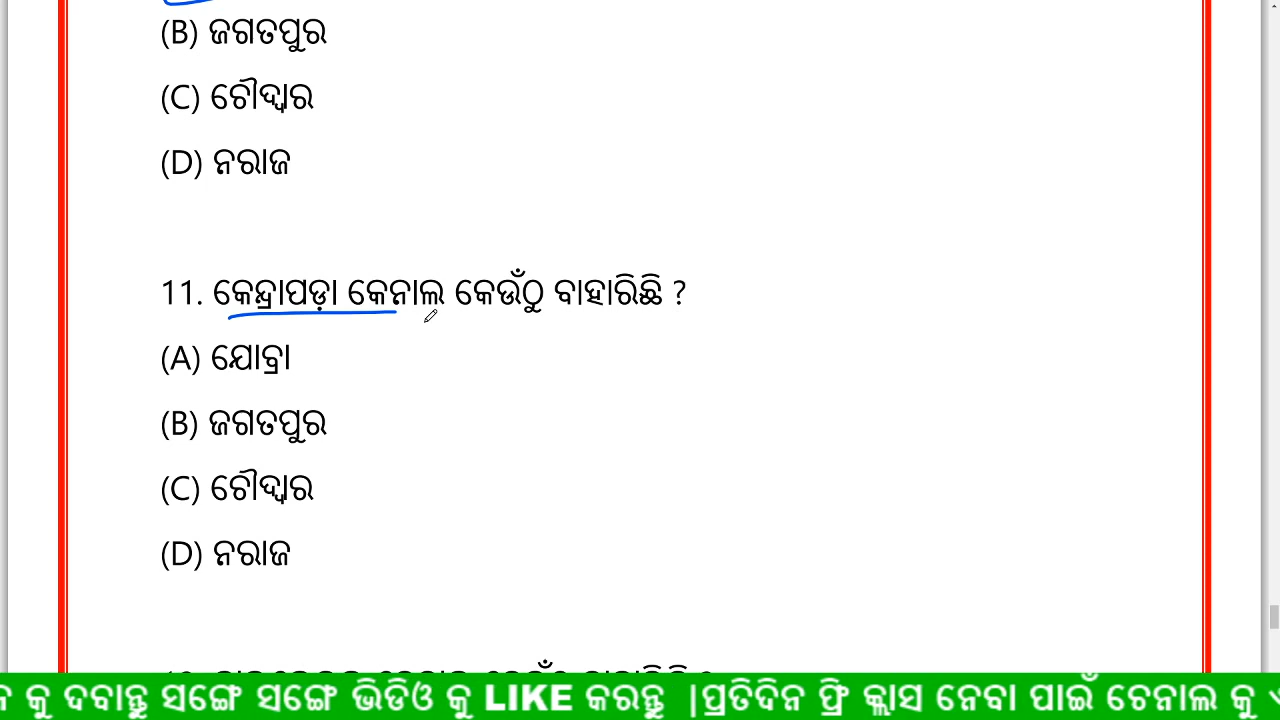 (B) ଜଗତପୁର
(C) ଚୌଦ୍ୱାର
(D) ନରାଜ
11. କେନ୍ଦ୍ରାପଡ଼ା କେନାଲ କେଉଁଠୁ ବାହାରିଛି ?
(A) ଯୋବ୍ରା
(B) ଜଗତପୁର
(C) ଚୌଦ୍ୱାର
(D) ନରାଜ
କୁ ଦବାନ୍ତୁ ସଙ୍ଗେ ସଙ୍ଗେ ଭିଡିଓ କୁ LIKE କରନ୍ତୁ |ପ୍ରତିଦିନ ଫ୍ରି କ୍ଲାସ ନେବା ପାଇଁ ଚେନାଲ କୁ